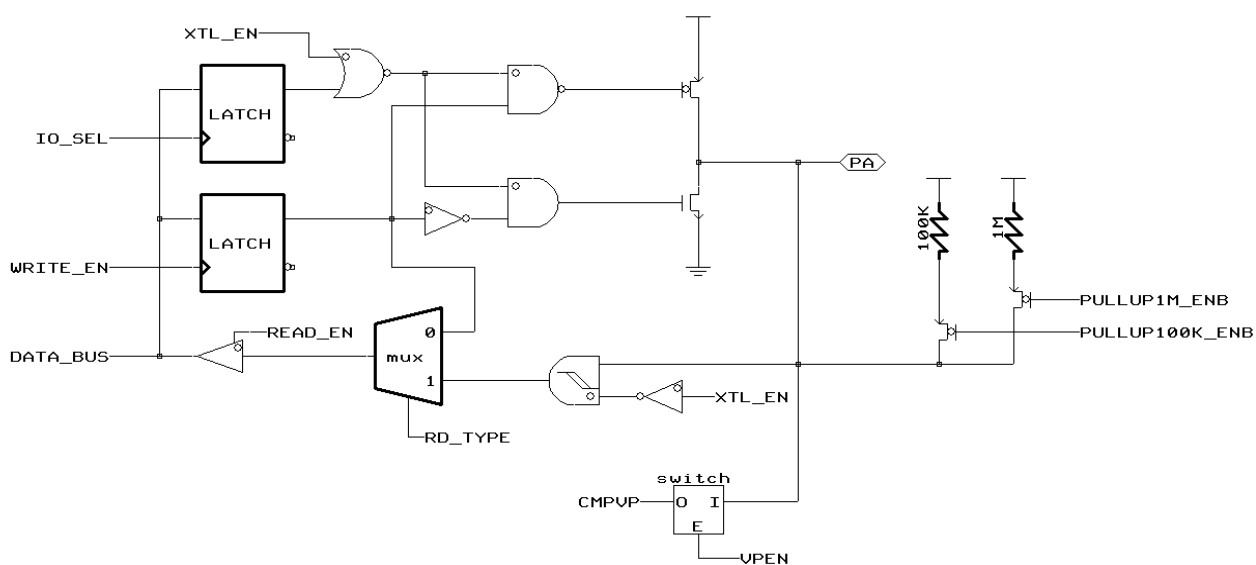 XTL_EN
LATCH
IO_SEL
PA
100K
1M
LATCH
WRITE_EN
PULLUP1M_ENB
READ_EN
0
PULLUP100K_ENB
DATA_BUS
mux
1
XTL_EN
RD_TYPE
switch
CMPVP
O I
E
VPEN